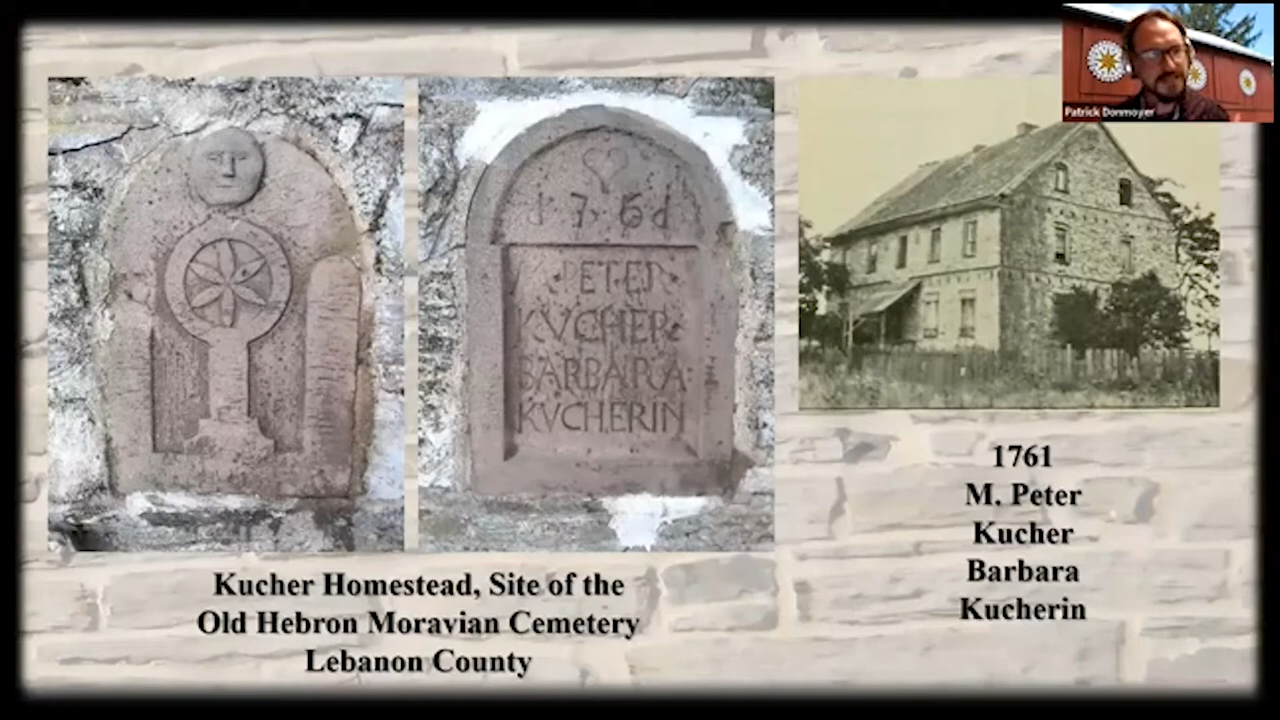 Patrick Donmoyer
M. PETER
KVCHER
BARBARA
KVCHERIN
Kucher Homestead, Site of the
Old Hebron Moravian Cemetery
Lebanon County
1761
M. Peter
Kucher
Barbara
Kucherin